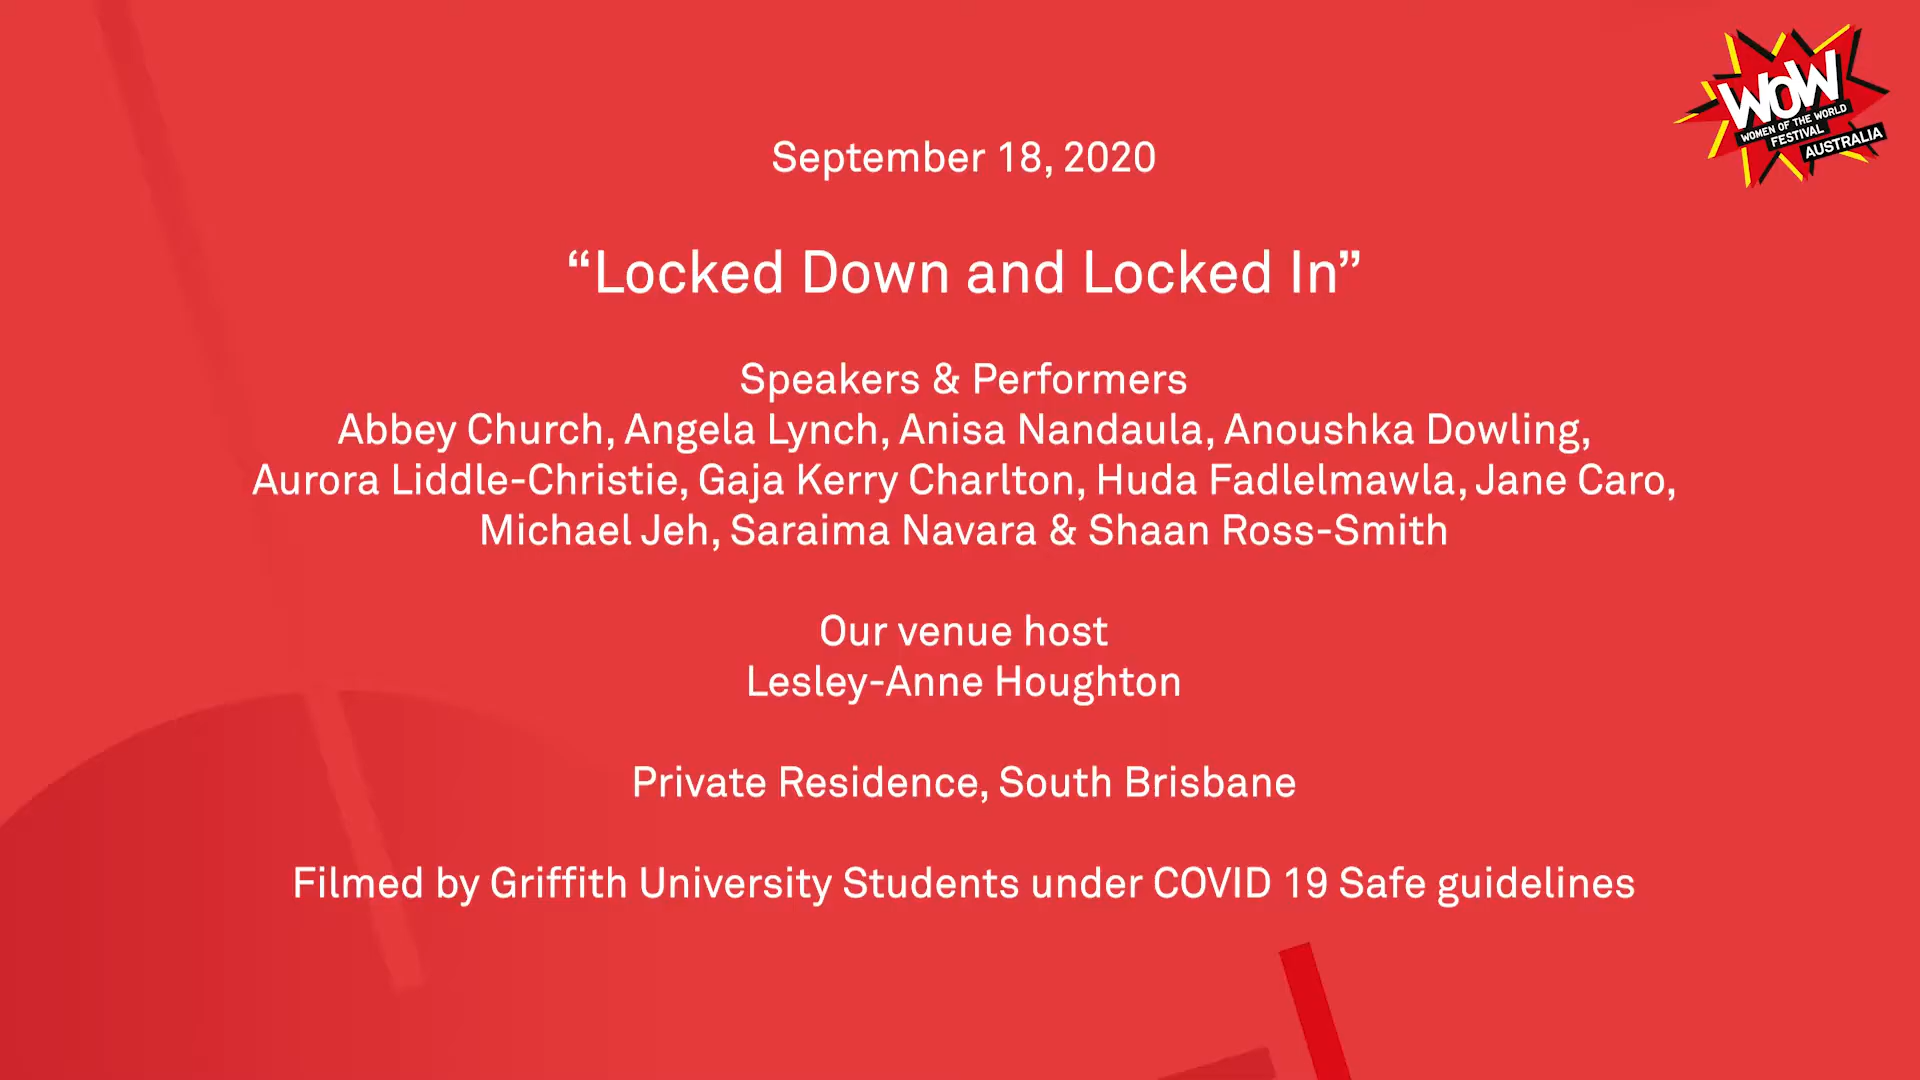 WOW
WOMEN OF THE WORLD
FESTIVAL
AUSTRALIA
September 18, 2020
“Locked Down and Locked In”
Speakers & Performers
Abbey Church, Angela Lynch, Anisa Nandaula, Anoushka Dowling,
Aurora Liddle-Christie, Gaja Kerry Charlton, Huda Fadlelmawla, Jane Caro,
Michael Jeh, Saraima Navara & Shaan Ross-Smith
Our venue host
Lesley-Anne Houghton
Private Residence, South Brisbane
Filmed by Griffith University Students under COVID 19 Safe guidelines